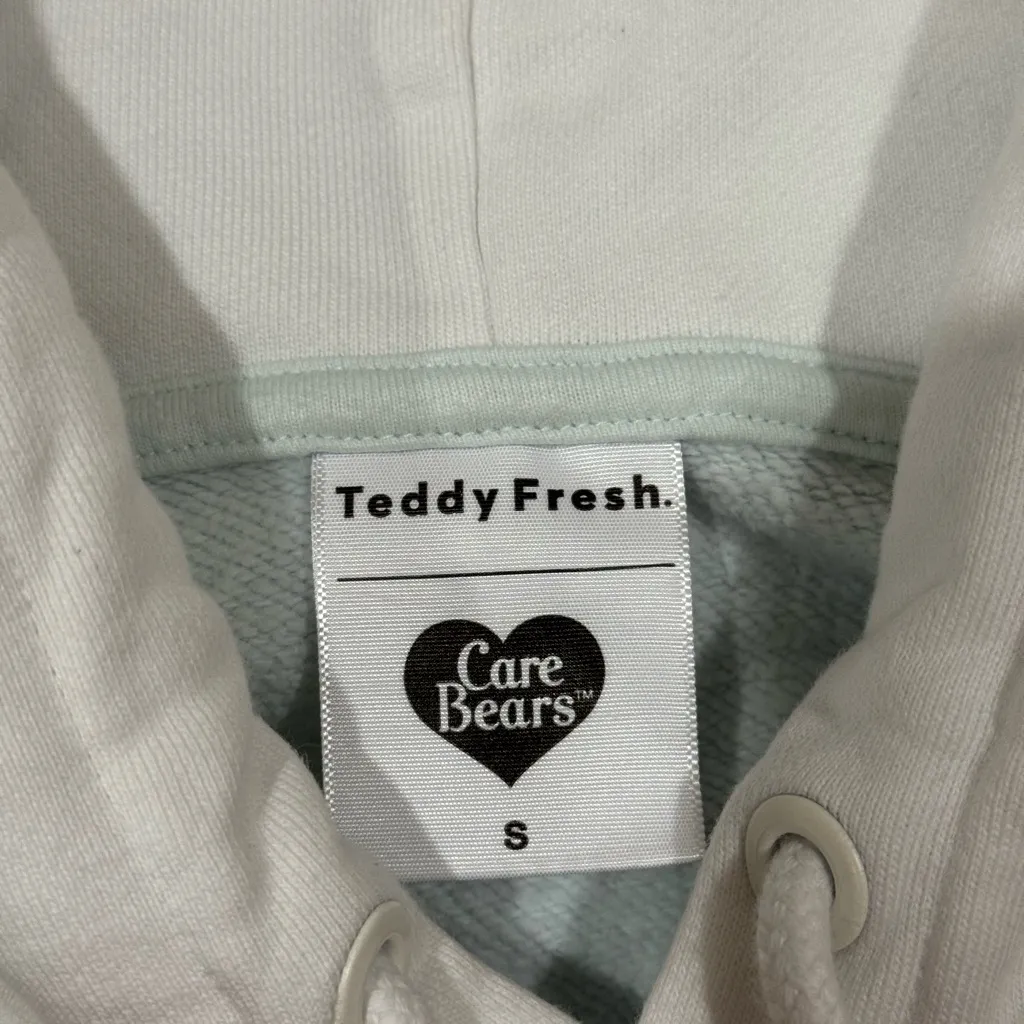 Teddy Fresh.
Care
Bears™
S